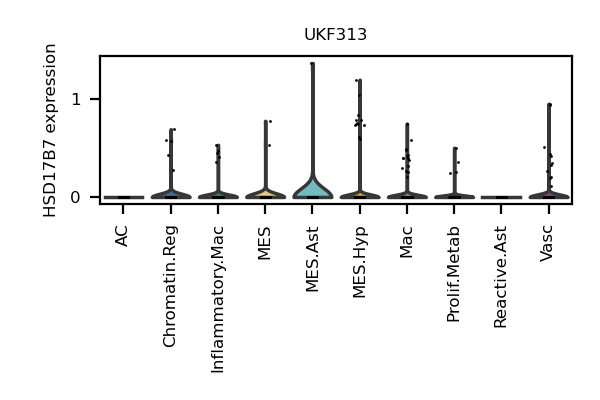 UKF313
HSD17B7 expression
1
0
AC
Chromatin.Reg
Inflammatory.Mac
MES
MES.Ast
MES.Hyp
Mac
Prolif.Metab
Reactive.Ast
Vasc